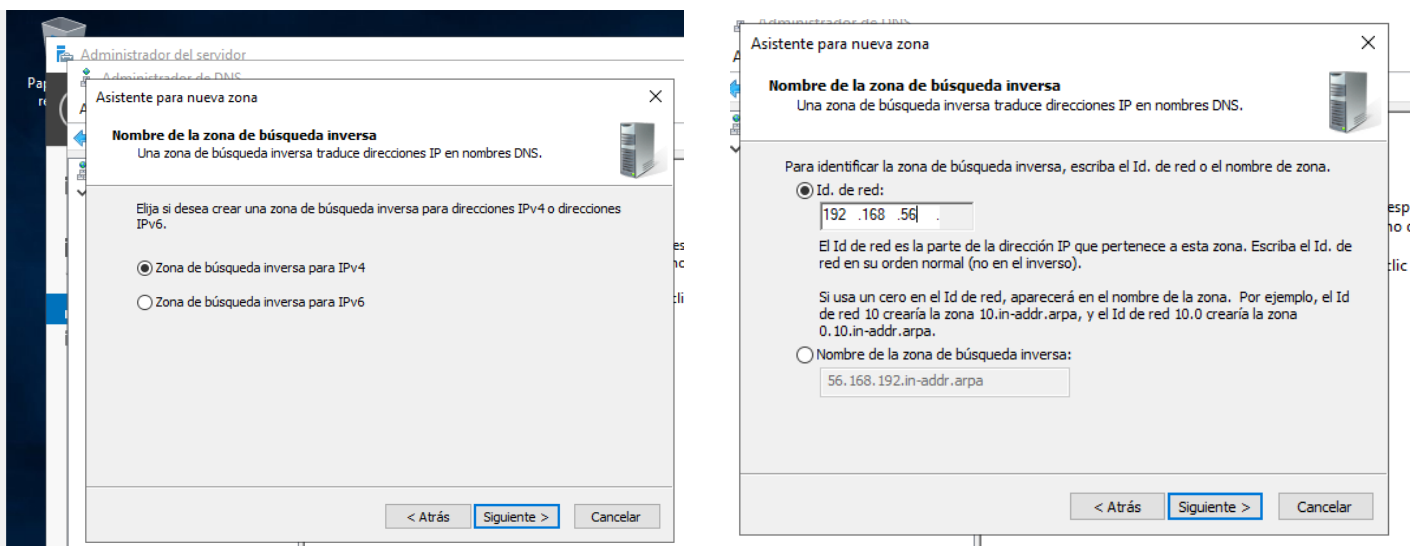 Administrador del servidor
Administrador de DNS
Asistente para nueva zona
Nombre de la zona de búsqueda inversa
Una zona de búsqueda inversa traduce direcciones IP en nombres DNS.
Elija si desea crear una zona de búsqueda inversa para direcciones IPv4 o direcciones
IPv6.
Zona de búsqueda inversa para IPv4
Zona de búsqueda inversa para IPv6
< Atrás
Siguiente >
Cancelar
Administrador de DNS
Asistente para nueva zona
Nombre de la zona de búsqueda inversa
Una zona de búsqueda inversa traduce direcciones IP en nombres DNS.
Para identificar la zona de búsqueda inversa, escriba el Id. de red o el nombre de zona.
Id. de red:
192 .168 .56 .
El Id de red es la parte de la dirección IP que pertenece a esta zona. Escriba el Id. de
red en su orden normal (no en el inverso).
Si usa un cero en el Id de red, aparecerá en el nombre de la zona. Por ejemplo, el Id
de red 10 crearía la zona 10.in-addr.arpa, y el Id de red 10.0 crearía la zona
0.10.in-addr.arpa.
Nombre de la zona de búsqueda inversa:
56.168.192.in-addr.arpa
< Atrás
Siguiente >
Cancelar